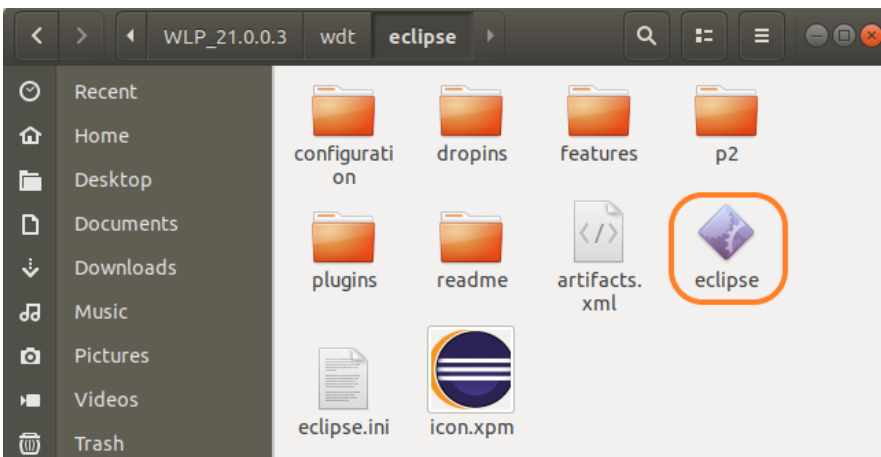 WLP_21.0.0.3 wdt eclipse
Recent
Home
Desktop
Documents
Downloads
Music
Pictures
Videos
Trash
configurati
on
dropins
features
p2
plugins
readme
artifacts.
xml
eclipse
eclipse.ini
icon.xpm